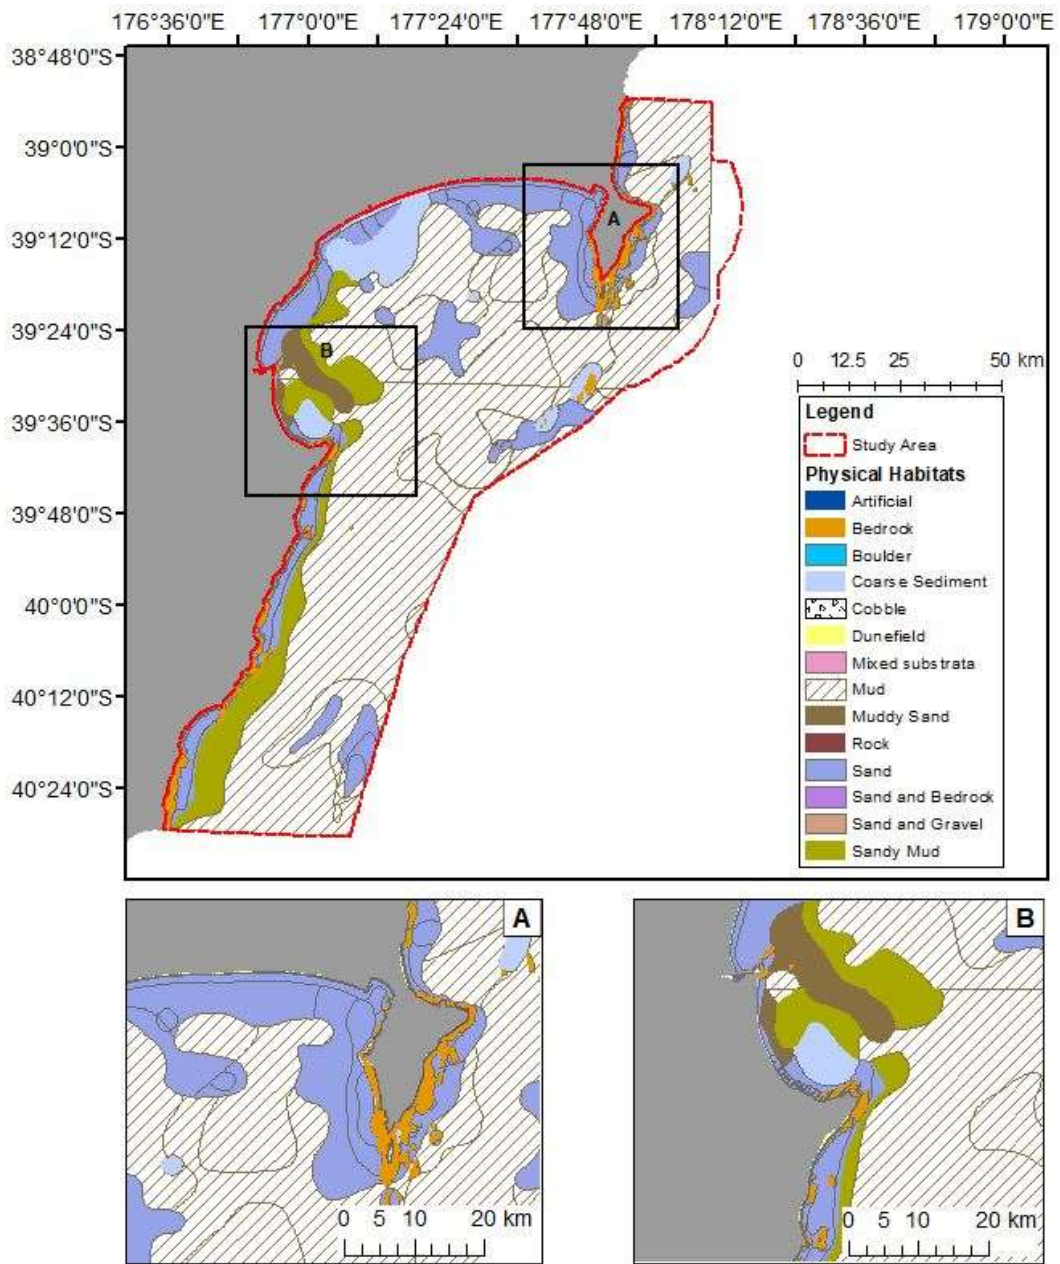 176°36'0"E 177°0'0"E 177°24'0"E 177°48'0"E 178°12'0"E 178°36'0"E 179°0'0"E
38°48'0"S
39°0'0"S
39°12'0"S
39°24'0"S
39°36'0"S
39°48'0"S
40°0'0"S
40°12'0"S
40°24'0"S
A
B
0 12.5 25 50 km
Legend
Study Area
Physical Habitats
Artificial
Bedrock
Boulder
Coarse Sediment
Cobble
Dunefield
Mixed substrata
Mud
Muddy Sand
Rock
Sand
Sand and Bedrock
Sand and Gravel
Sandy Mud
A
0 5 10 20 km
B
0 5 10 20 km